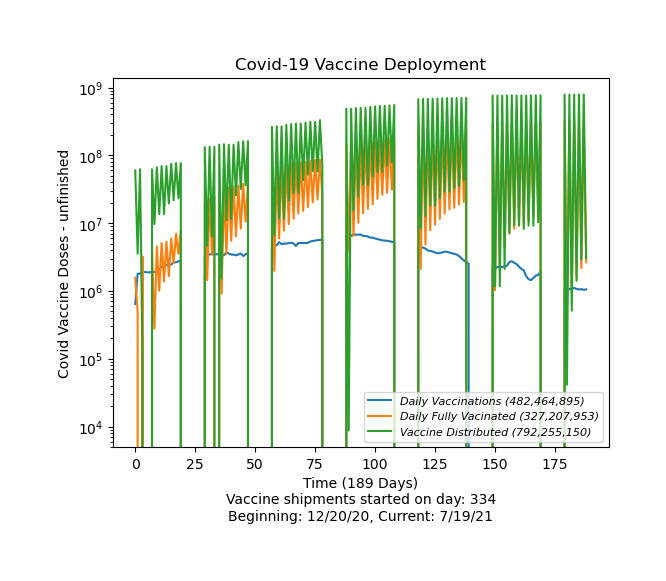 Covid-19 Vaccine Deployment
Covid Vaccine Doses - unfinished
10⁹
10⁸
10⁷
10⁶
10⁵
10⁴
Daily Vaccinations (482,464,895)
Daily Fully Vacinated (327,207,953)
Vaccine Distributed (792,255,150)
0 25 50 75 100 125 150 175
Time (189 Days)
Vaccine shipments started on day: 334
Beginning: 12/20/20, Current: 7/19/21